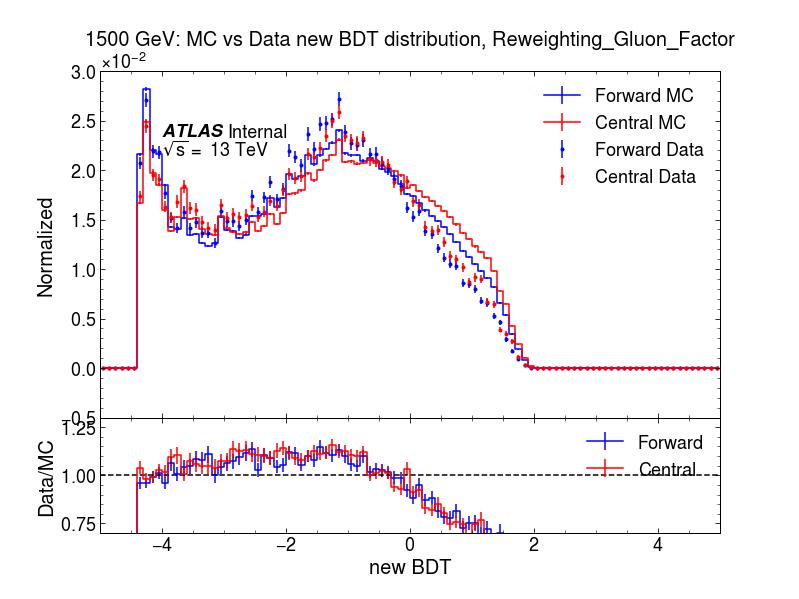 1500 GeV: MC vs Data new BDT distribution, Reweighting_Gluon_Factor
×10⁻²
3.0
2.5
2.0
1.5
1.0
0.5
0.0
0.5
Normalized
ATLAS Internal
√s = 13 TeV
Forward MC
Central MC
Forward Data
Central Data
1.25
1.00
0.75
Data/MC
Forward
Central
−4
−2
0
2
4
new BDT